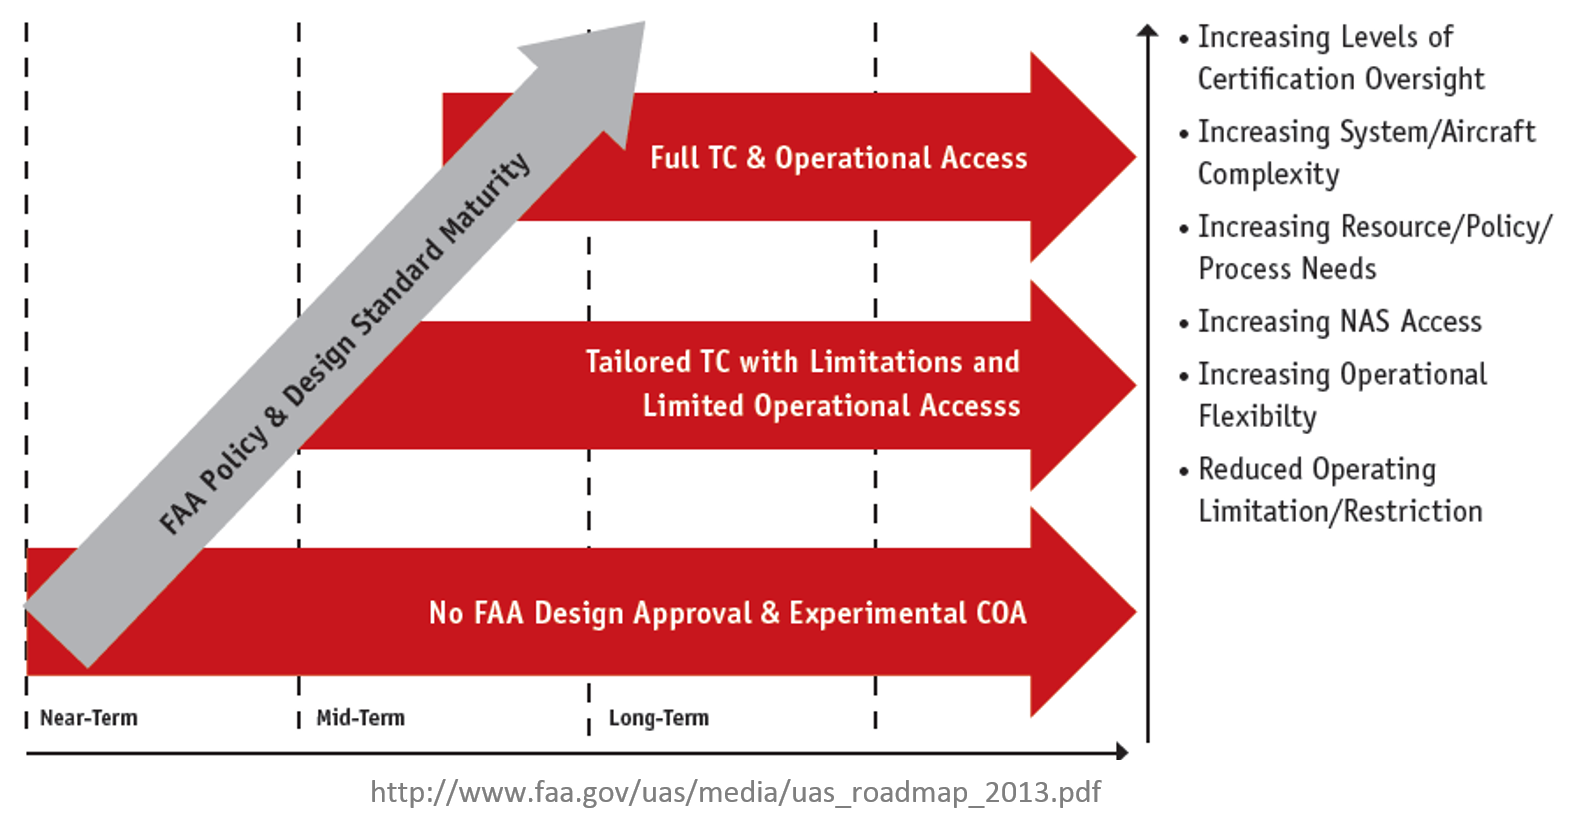 • Increasing Levels of
Certification Oversight
• Increasing System/Aircraft
Complexity
• Increasing Resource/Policy/
Process Needs
• Increasing NAS Access
• Increasing Operational
Flexibilty
• Reduced Operating
Limitation/Restriction
FAA Policy & Design Standard Maturity
Full TC & Operational Access
Tailored TC with Limitations and
Limited Operational Accesss
No FAA Design Approval & Experimental COA
Near-Term
Mid-Term
Long-Term
http://www.faa.gov/uas/media/uas_roadmap_2013.pdf